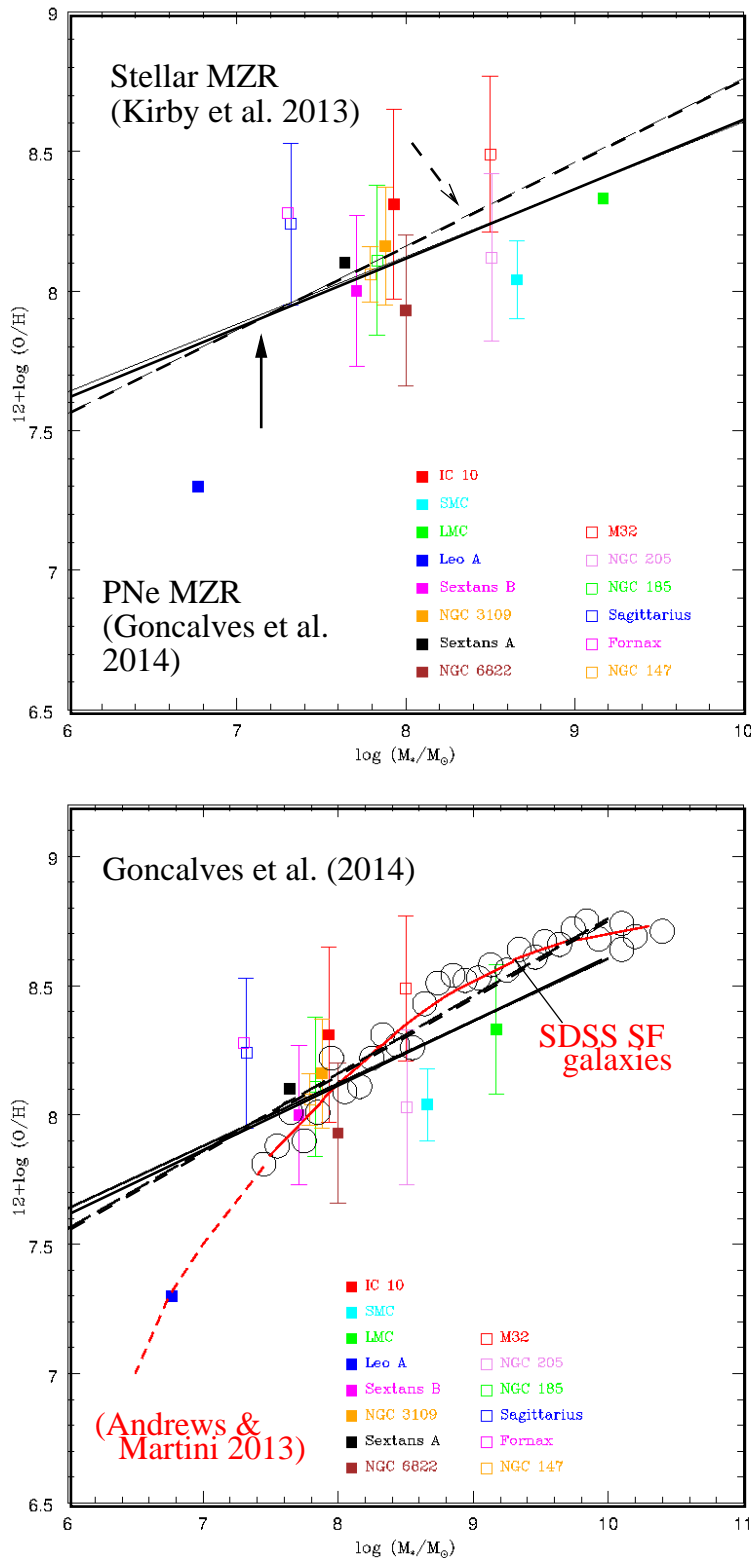 9
Stellar MZR
(Kirby et al. 2013)
8.5
8
12+log (O/H)
7.5
IC 10
SMC
LMC
M32
Leo A
NGC 205
7
Sextans B
NGC 185
PNe MZR
(Goncalves et al.
2014)
NGC 3109
Sagittarius
Sextans A
Fornax
NGC 6822
NGC 147
6.5
6
7
8
9
10
log (M*/M⊙)
9
Goncalves et al. (2014)
8.5
SDSS SF
galaxies
8
12+log (O/H)
7.5
IC 10
SMC
LMC
M32
Leo A
NGC 205
7
Sextans B
NGC 185
(Andrews &
Martini 2013)
NGC 3109
Sagittarius
Sextans A
Fornax
NGC 6822
NGC 147
6.5
6
7
8
9
10
11
log (M*/M⊙)